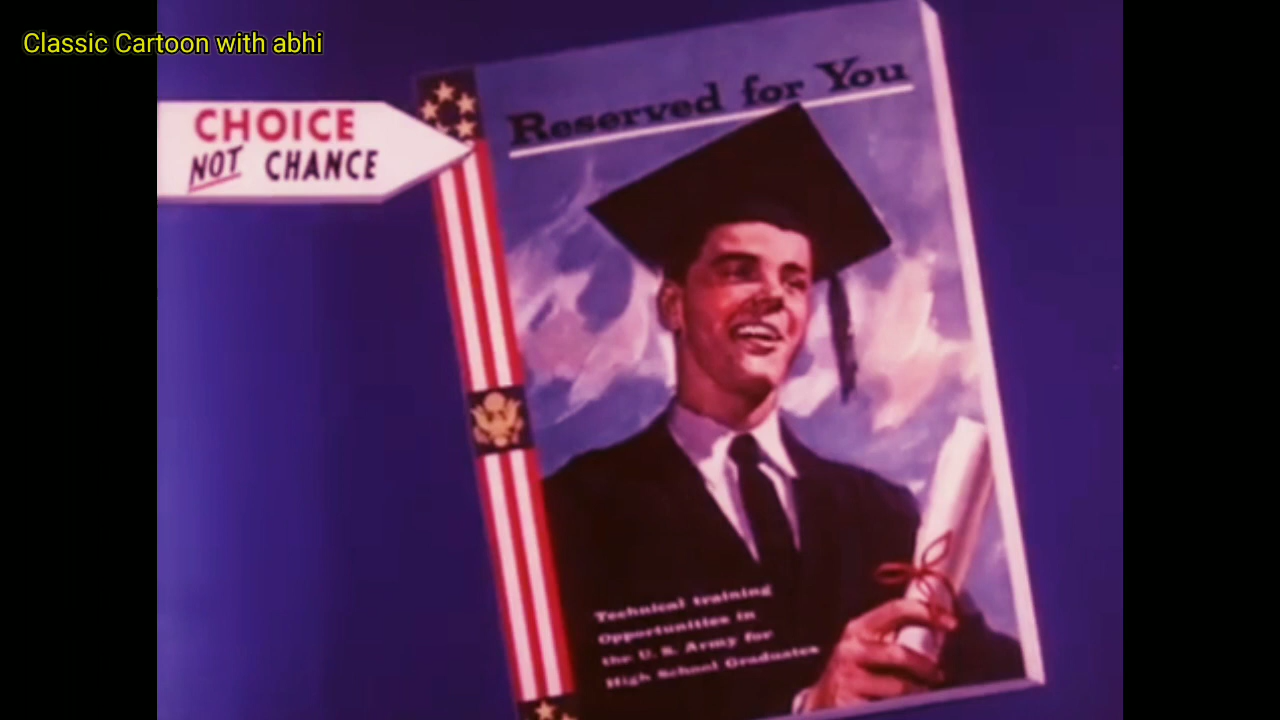 Classic Cartoon with abhi
Reserved for You
CHOICE
NOT CHANCE
Technical training
Opportunities in
the U. S. Army for
High School Graduates